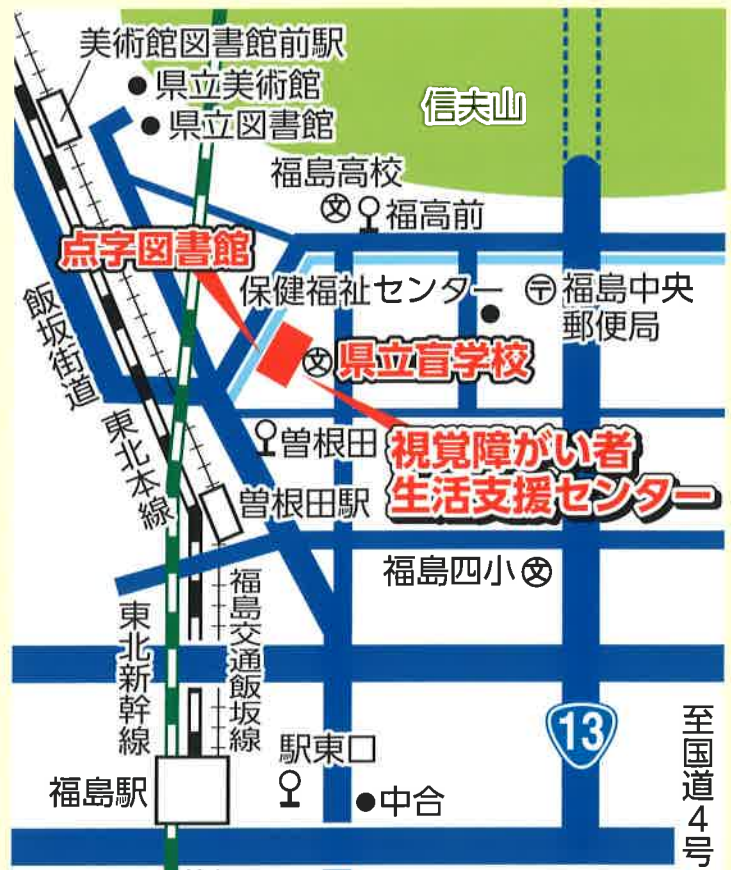 美術館図書館前駅
県立美術館
県立図書館
信夫山
福島高校
文
福高前
点字図書館
保健福祉センター
〒福島中央
郵便局
飯坂街道
文
県立盲学校
東北本線
曽根田
視覚障がい者
生活支援センター
曽根田駅
福島四小文
福島交通飯坂線
東北新幹線
13
至国道4号
駅東口
福島駅
中合